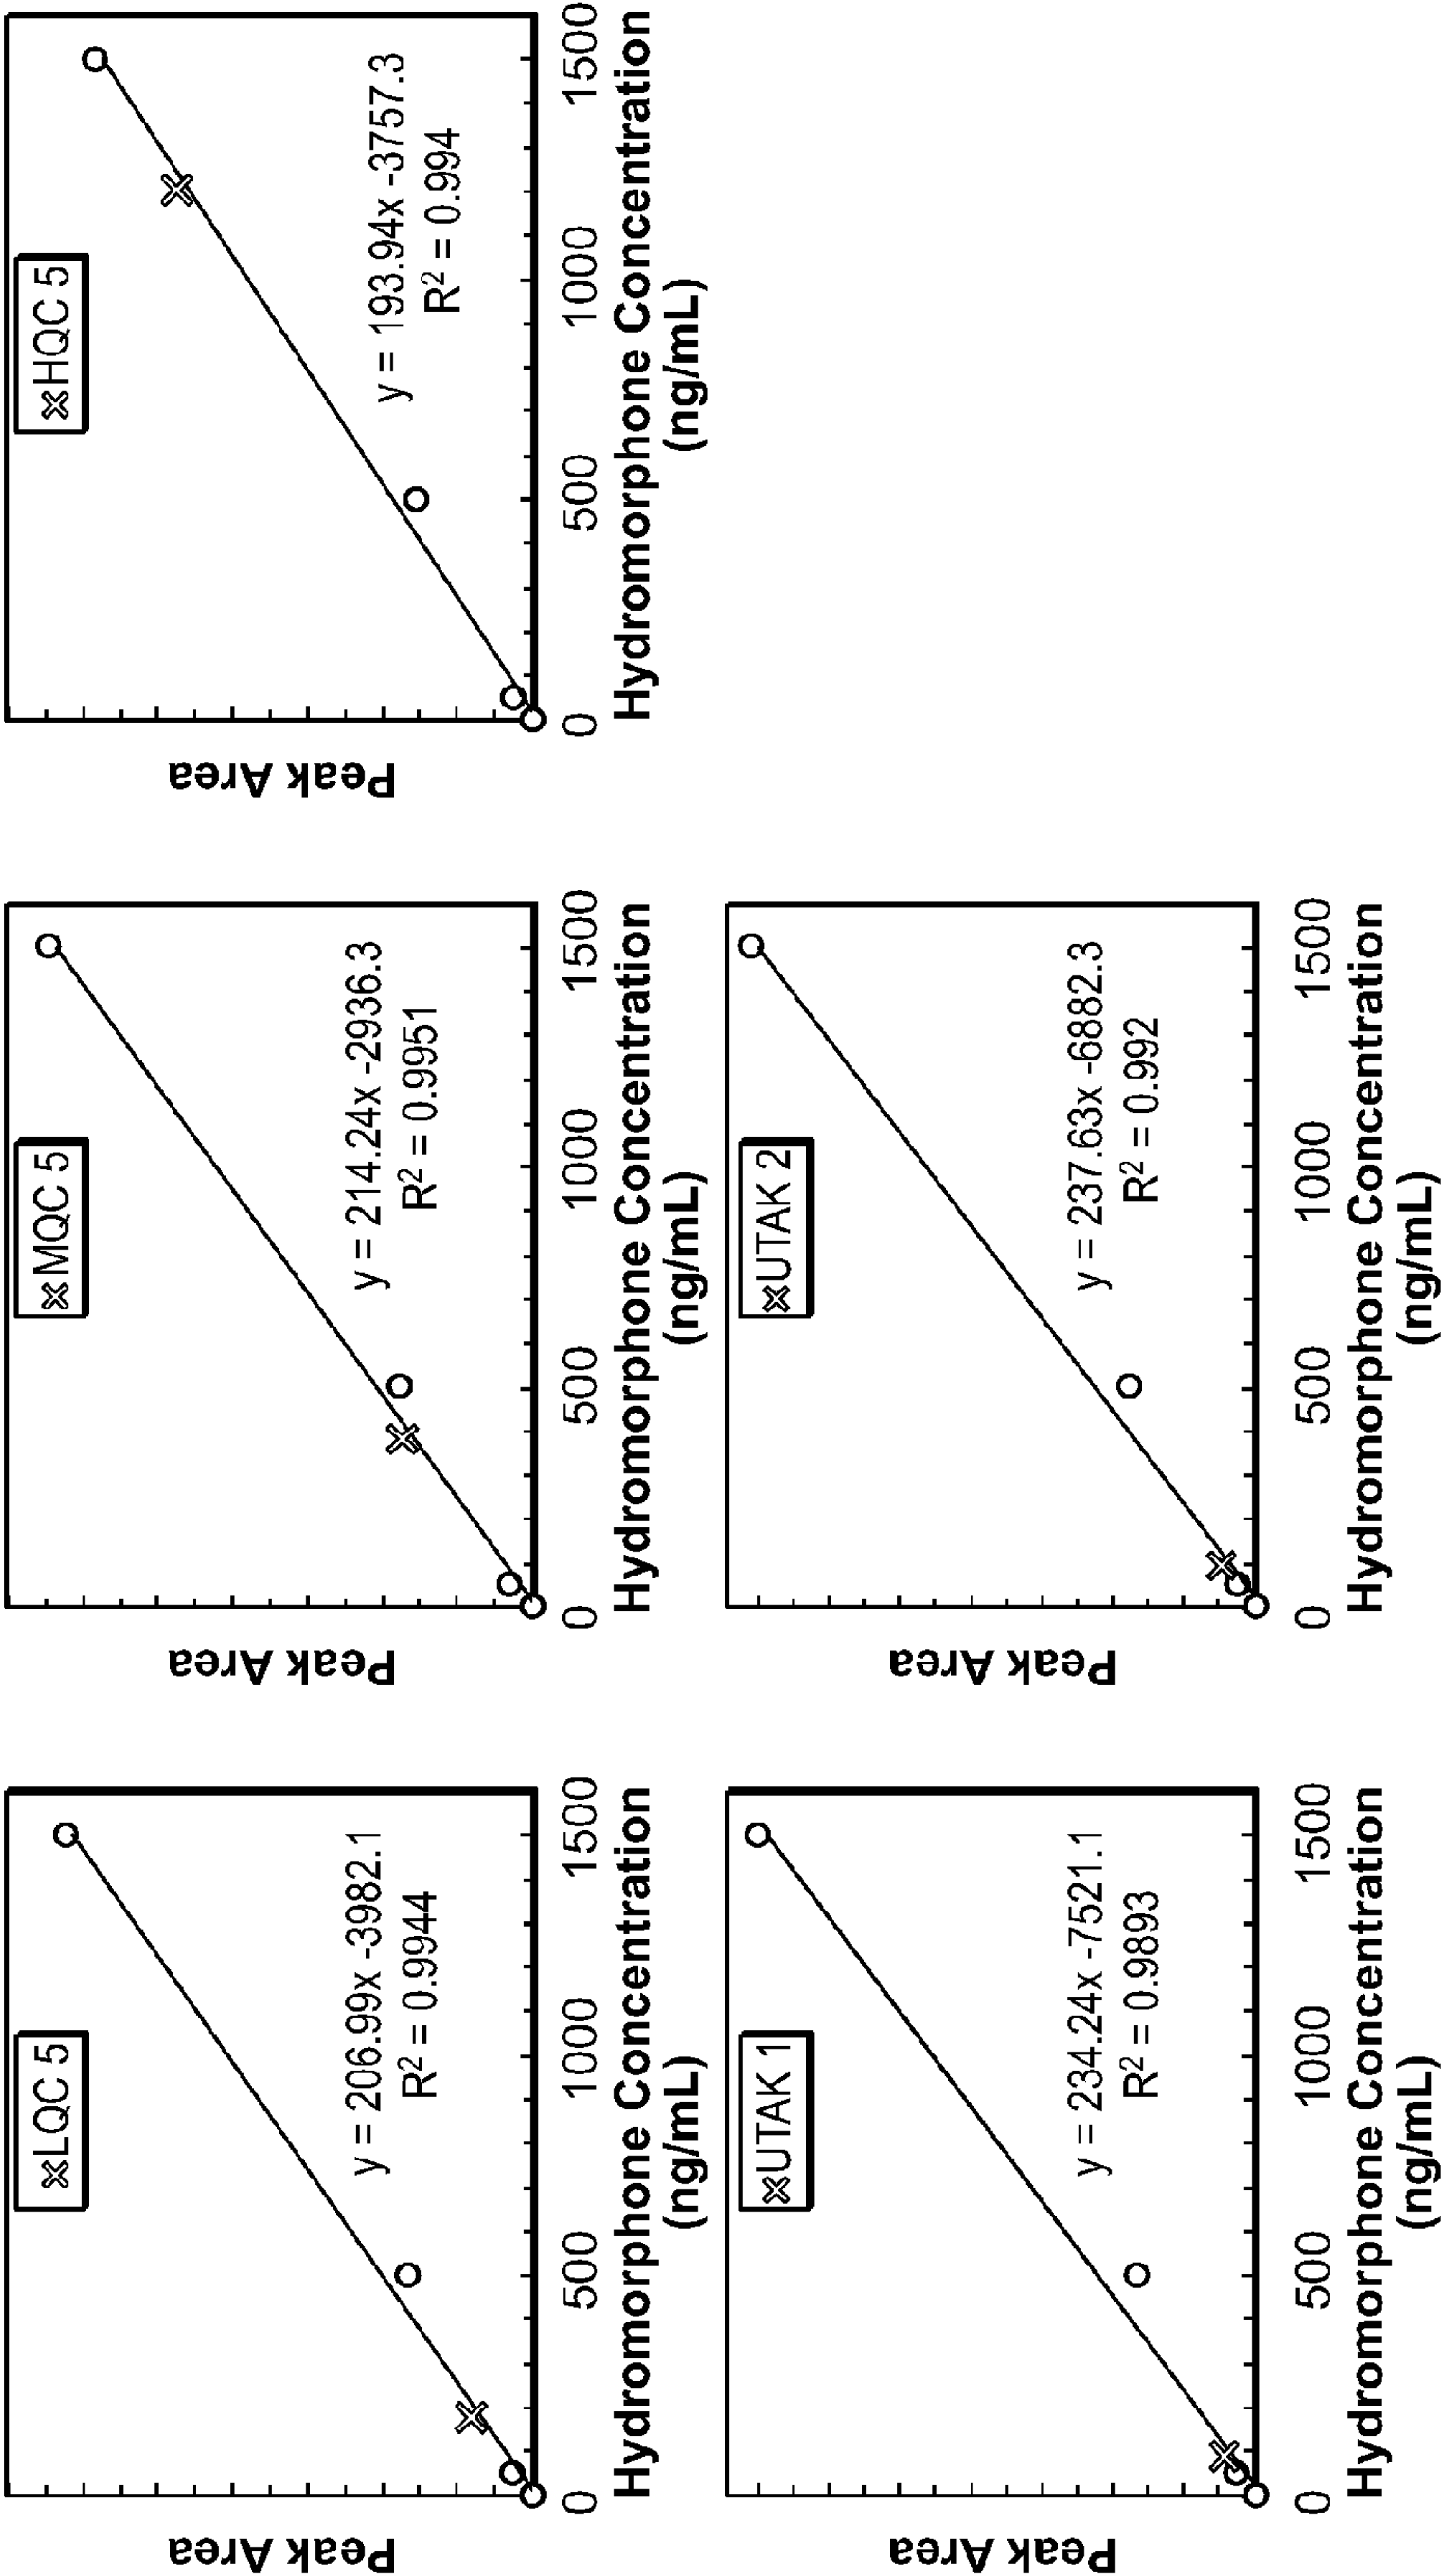 ×LQC 5
y = 206.99x -3982.1
R² = 0.9944
Peak Area
0 500 1000 1500
Hydromorphone Concentration
(ng/mL)
×MQC 5
y = 214.24x -2936.3
R² = 0.9951
Peak Area
0 500 1000 1500
Hydromorphone Concentration
(ng/mL)
×HQC 5
y = 193.94x -3757.3
R² = 0.994
Peak Area
0 500 1000 1500
Hydromorphone Concentration
(ng/mL)
×UTAK 1
y = 234.24x -7521.1
R² = 0.9893
Peak Area
0 500 1000 1500
Hydromorphone Concentration
(ng/mL)
×UTAK 2
y = 237.63x -6882.3
R² = 0.992
Peak Area
0 500 1000 1500
Hydromorphone Concentration
(ng/mL)